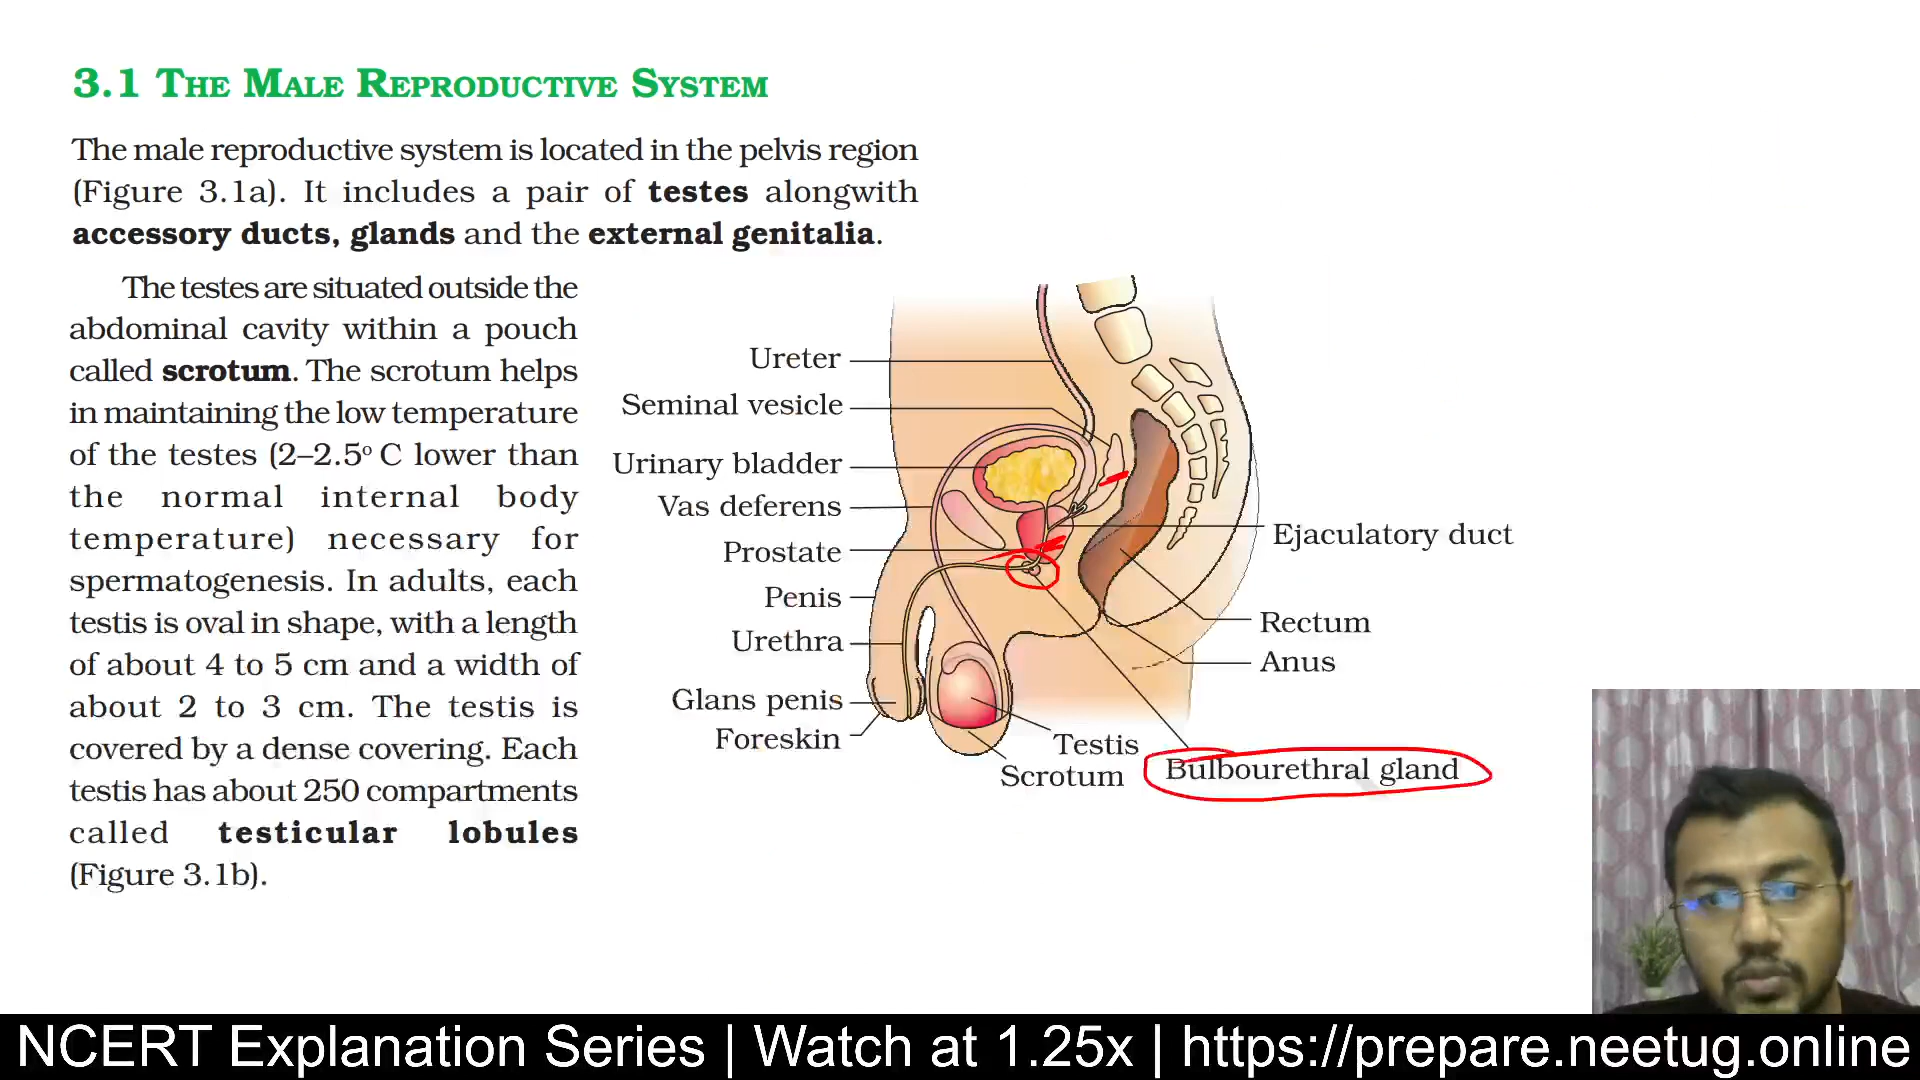 3.1 THE MALE REPRODUCTIVE SYSTEM
The male reproductive system is located in the pelvis region
(Figure 3.1a). It includes a pair of testes alongwith
accessory ducts, glands and the external genitalia.
The testes are situated outside the
abdominal cavity within a pouch
called scrotum. The scrotum helps
in maintaining the low temperature
of the testes (2–2.5° C lower than
the normal internal body
temperature) necessary for
spermatogenesis. In adults, each
testis is oval in shape, with a length
of about 4 to 5 cm and a width of
about 2 to 3 cm. The testis is
covered by a dense covering. Each
testis has about 250 compartments
called testicular lobules
(Figure 3.1b).
Ureter
Seminal vesicle
Urinary bladder
Vas deferens
Prostate
Penis
Urethra
Glans penis
Foreskin
Testis
Scrotum
Ejaculatory duct
Rectum
Anus
Bulbourethral gland
NCERT Explanation Series | Watch at 1.25x | https://prepare.neetug.online